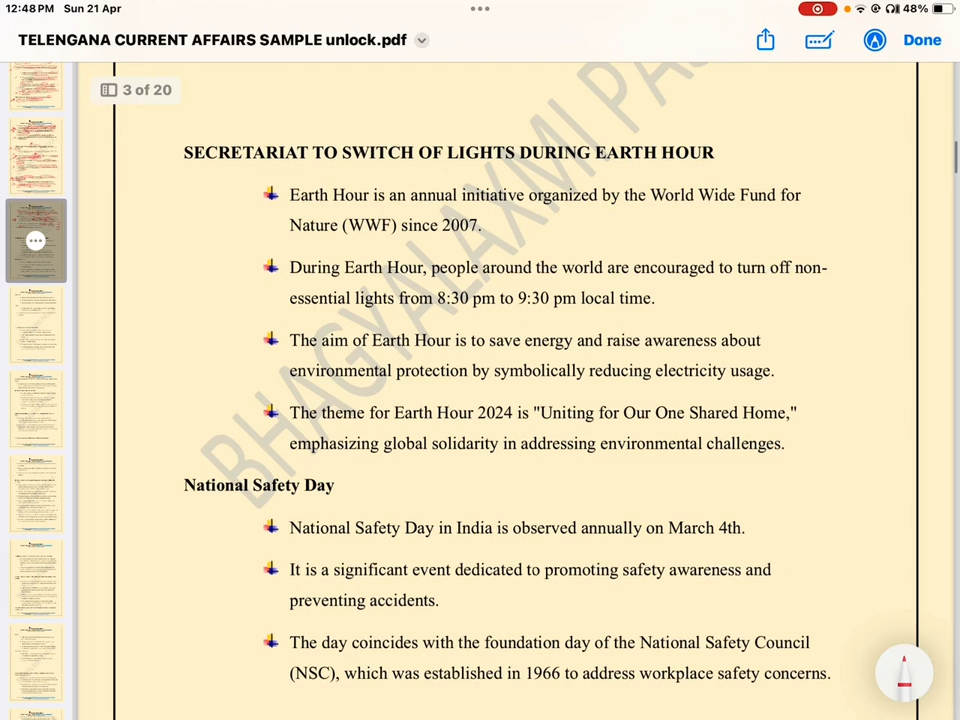 12:48 PM Sun 21 Apr
48%
TELENGANA CURRENT AFFAIRS SAMPLE unlock.pdf
Done
3 of 20
SECRETARIAT TO SWITCH OF LIGHTS DURING EARTH HOUR
Earth Hour is an annual initiative organized by the World Wide Fund for
Nature (WWF) since 2007.
During Earth Hour, people around the world are encouraged to turn off non-
essential lights from 8:30 pm to 9:30 pm local time.
The aim of Earth Hour is to save energy and raise awareness about
environmental protection by symbolically reducing electricity usage.
The theme for Earth Hour 2024 is "Uniting for Our One Shared Home,"
emphasizing global solidarity in addressing environmental challenges.
National Safety Day
National Safety Day in India is observed annually on March 4th.
It is a significant event dedicated to promoting safety awareness and
preventing accidents.
The day coincides with the foundation day of the National Safety Council
(NSC), which was established in 1966 to address workplace safety concerns.
BHAGYALAXMI